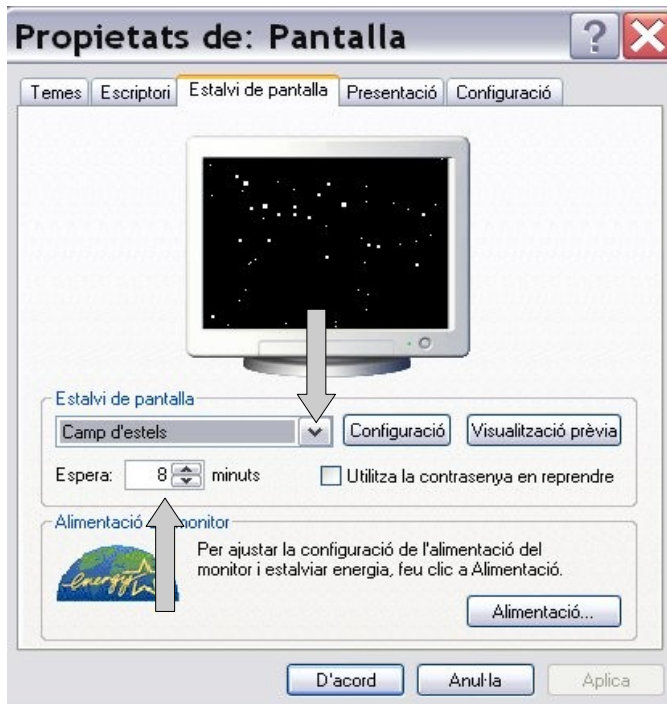 Propietats de: Pantalla
Temes Escriptori Estalvi de pantalla Presentació Configuració
Estalvi de pantalla
Camp d'estels Configuració Visualització prèvia
Espera: 8 minuts Utilitza la contrasenya en reprendre
Alimentació monitor
Per ajustar la configuració de l'alimentació del
monitor i estalviar energia, feu clic a Alimentació.
energy
Alimentació...
D'acord Anul·la Aplica